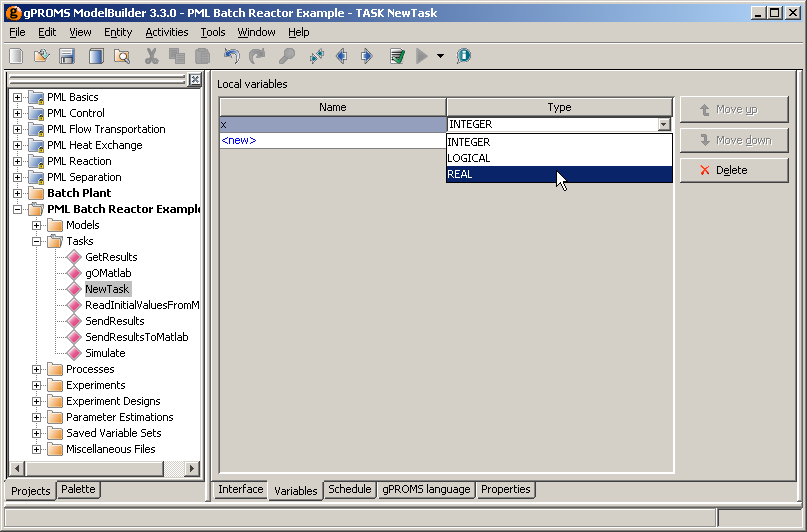 gPROMS ModelBuilder 3.3.0 - PML Batch Reactor Example - TASK NewTask
File Edit View Entity Activities Tools Window Help
PML Basics
PML Control
PML Flow Transportation
PML Heat Exchange
PML Reaction
PML Separation
Batch Plant
PML Batch Reactor Example
Models
Tasks
GetResults
gOMatlab
NewTask
ReadInitialValuesFromM
SendResults
SendResultsToMatlab
Simulate
Processes
Experiments
Experiment Designs
Parameter Estimations
Saved Variable Sets
Miscellaneous Files
Projects Palette
Local variables
Name Type
x INTEGER
<new>
INTEGER
LOGICAL
REAL
Move up
Move down
Delete
Interface Variables Schedule gPROMS language Properties